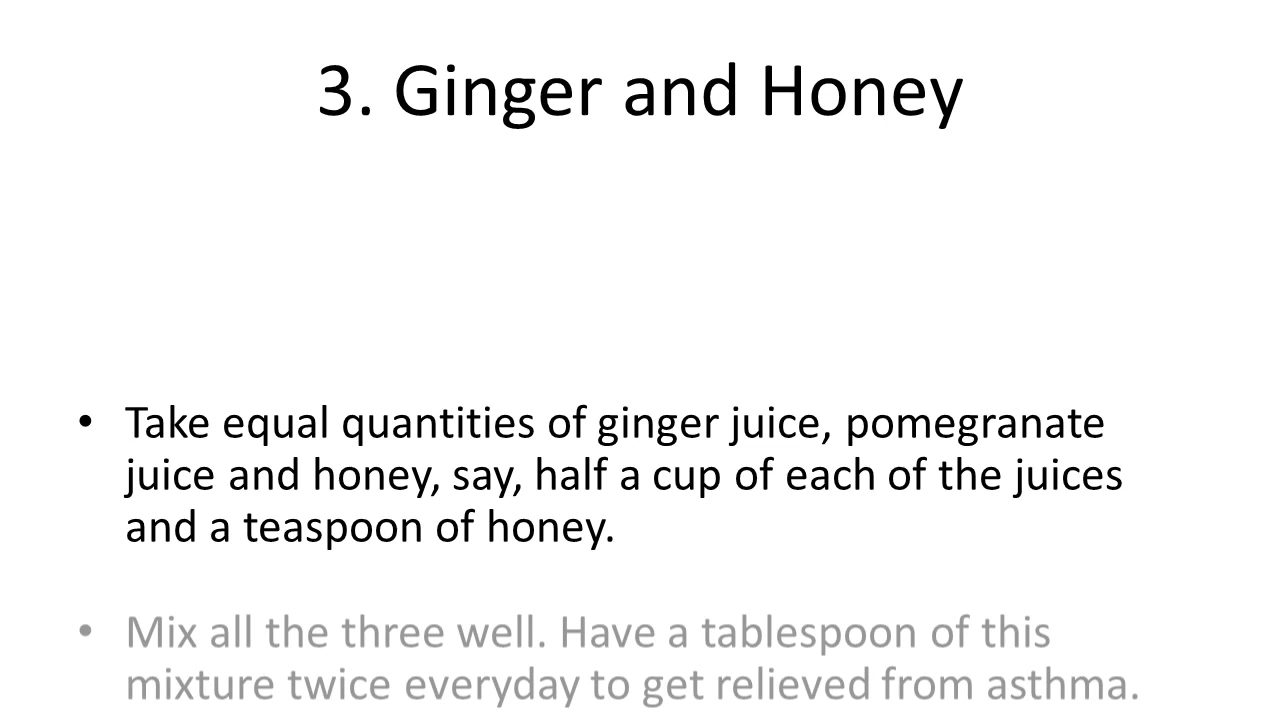 3. Ginger and Honey
• Take equal quantities of ginger juice, pomegranate
juice and honey, say, half a cup of each of the juices
and a teaspoon of honey.
• Mix all the three well. Have a tablespoon of this
mixture twice everyday to get relieved from asthma.